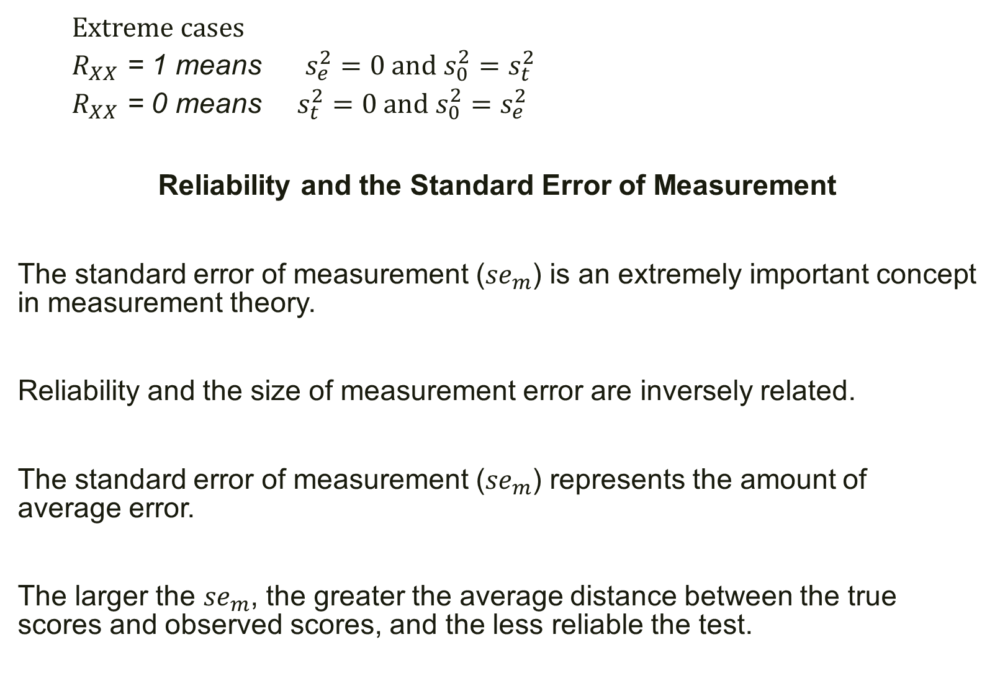 Extreme cases
R_XX = 1 means s_e^2 = 0 and s_0^2 = s_t^2
R_XX = 0 means s_t^2 = 0 and s_0^2 = s_e^2
Reliability and the Standard Error of Measurement
The standard error of measurement (se_m) is an extremely important concept
in measurement theory.
Reliability and the size of measurement error are inversely related.
The standard error of measurement (se_m) represents the amount of
average error.
The larger the se_m, the greater the average distance between the true
scores and observed scores, and the less reliable the test.